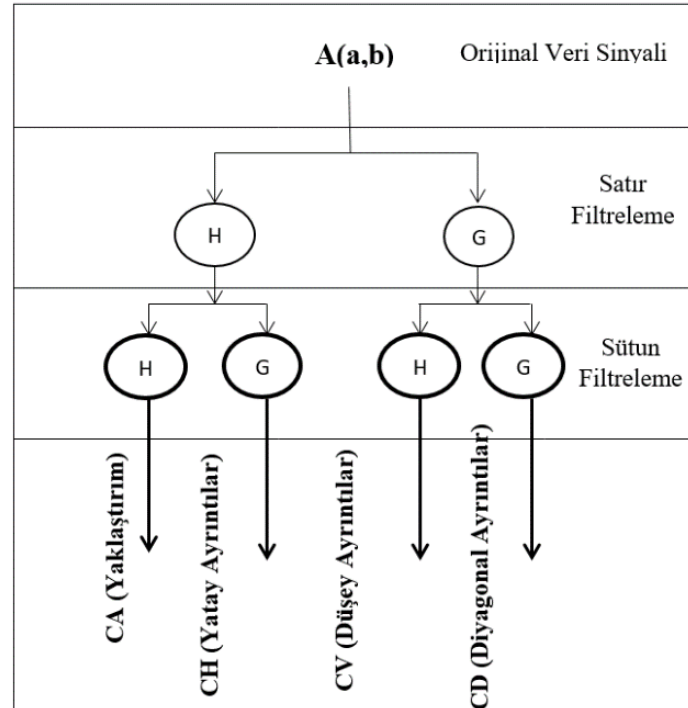 A(a,b) Orijinal Veri Sinyali
Satır
Filtreleme
H G
Sütun
Filtreleme
H G H G
CA (Yaklaştırım)
CH (Yatay Ayrıntılar)
CV (Düşey Ayrıntılar)
CD (Diyagonal Ayrıntılar)